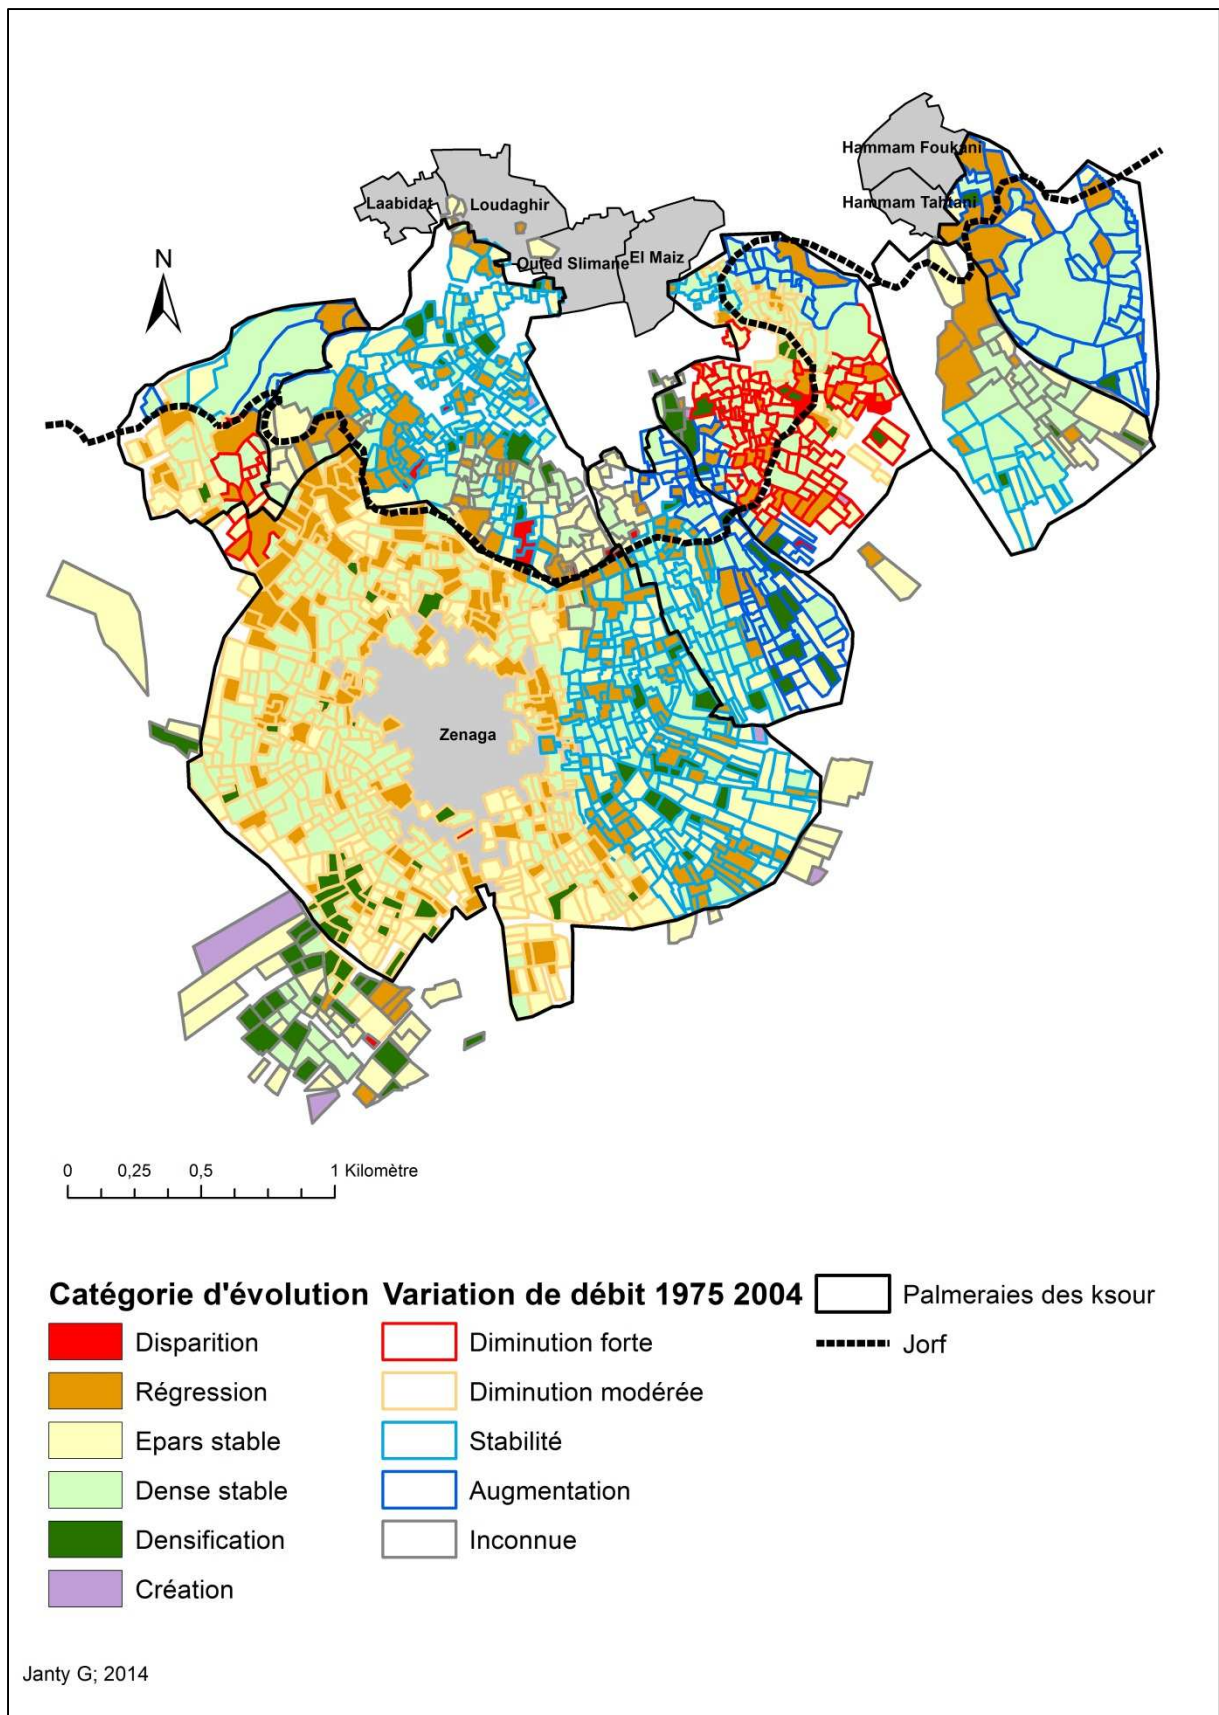 Hammam Foukani
Hammam Tahtani
Laabidat
Loudaghir
Ouled Slimane
El Maiz
N
Zenaga
0 0,25 0,5 1 Kilomètre
Catégorie d'évolution
Disparition
Régression
Epars stable
Dense stable
Densification
Création
Variation de débit 1975 2004
Diminution forte
Diminution modérée
Stabilité
Augmentation
Inconnue
Palmeraies des ksour
Jorf
Janty G; 2014